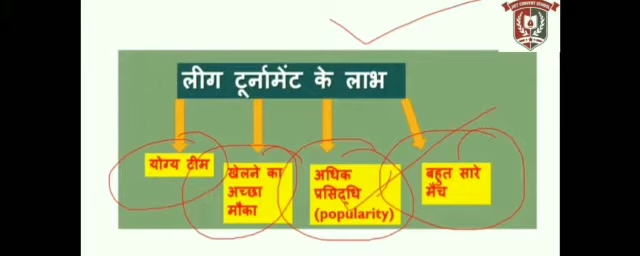 लीग टूर्नामेंट के लाभ
योग्य टीम
खेलने का
अच्छा
मौका
अधिक
प्रसिद्धि
(popularity)
बहुत सारे
मैच